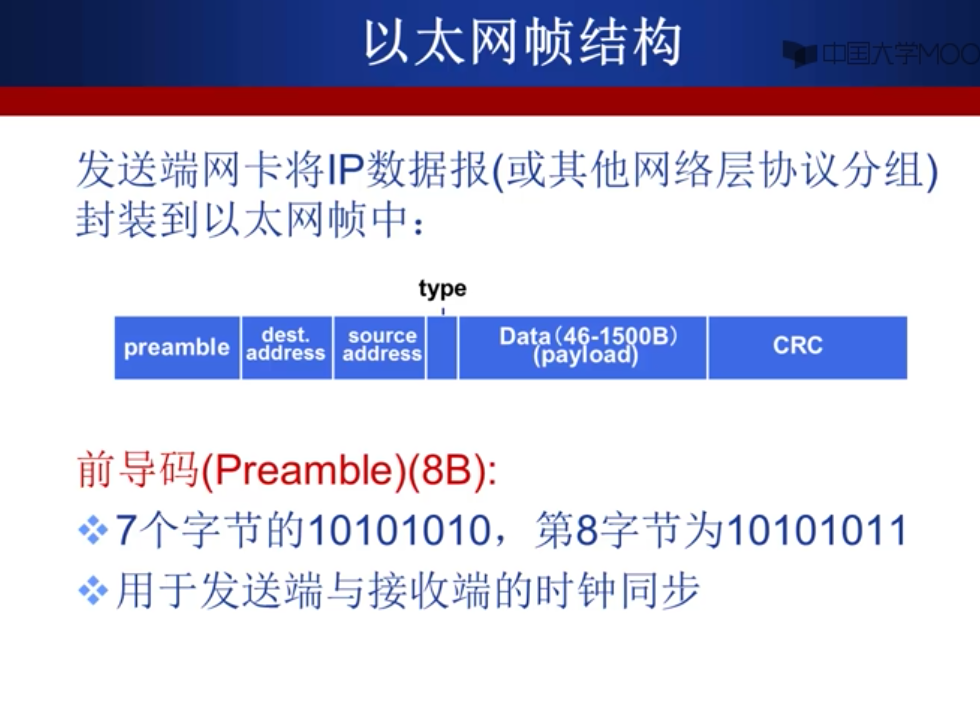 以太网帧结构
中国大学MOO
发送端网卡将IP数据报(或其他网络层协议分组)
封装到以太网帧中:
type
preamble
dest.
address
source
address
Data(46-1500B)
(payload)
CRC
前导码(Preamble)(8B):
7个字节的10101010，第8字节为10101011
用于发送端与接收端的时钟同步